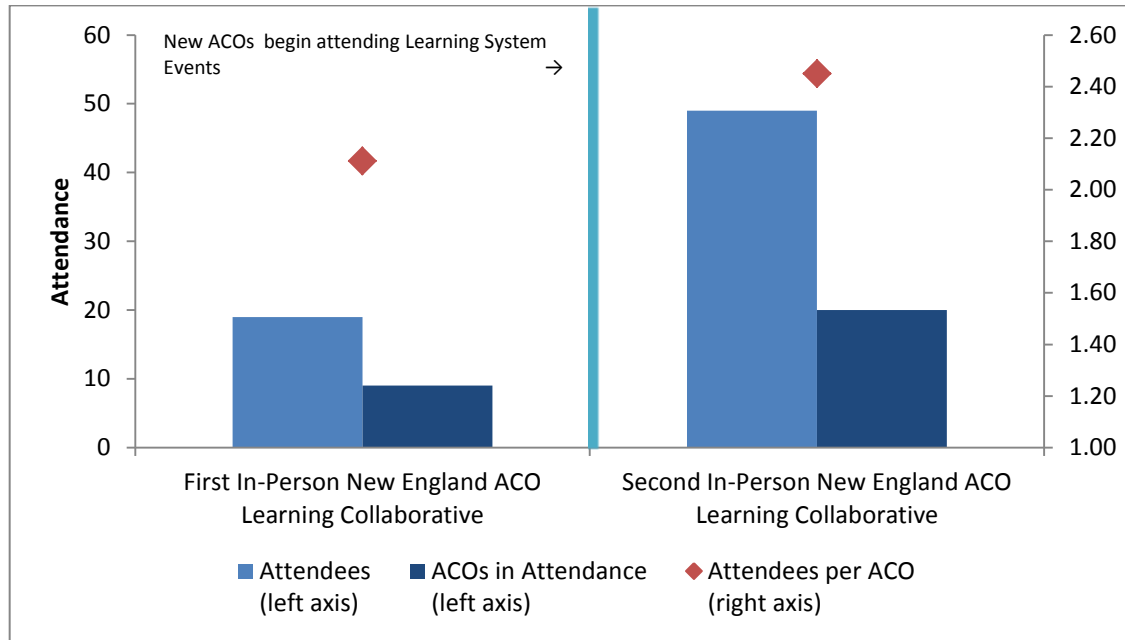 New ACOs begin attending Learning System
Events →
60
50
40
30
20
10
0
Attendance
2.60
2.40
2.20
2.00
1.80
1.60
1.40
1.20
1.00
First In-Person New England ACO
Learning Collaborative
Second In-Person New England ACO
Learning Collaborative
Attendees
(left axis)
ACOs in Attendance
(left axis)
Attendees per ACO
(right axis)